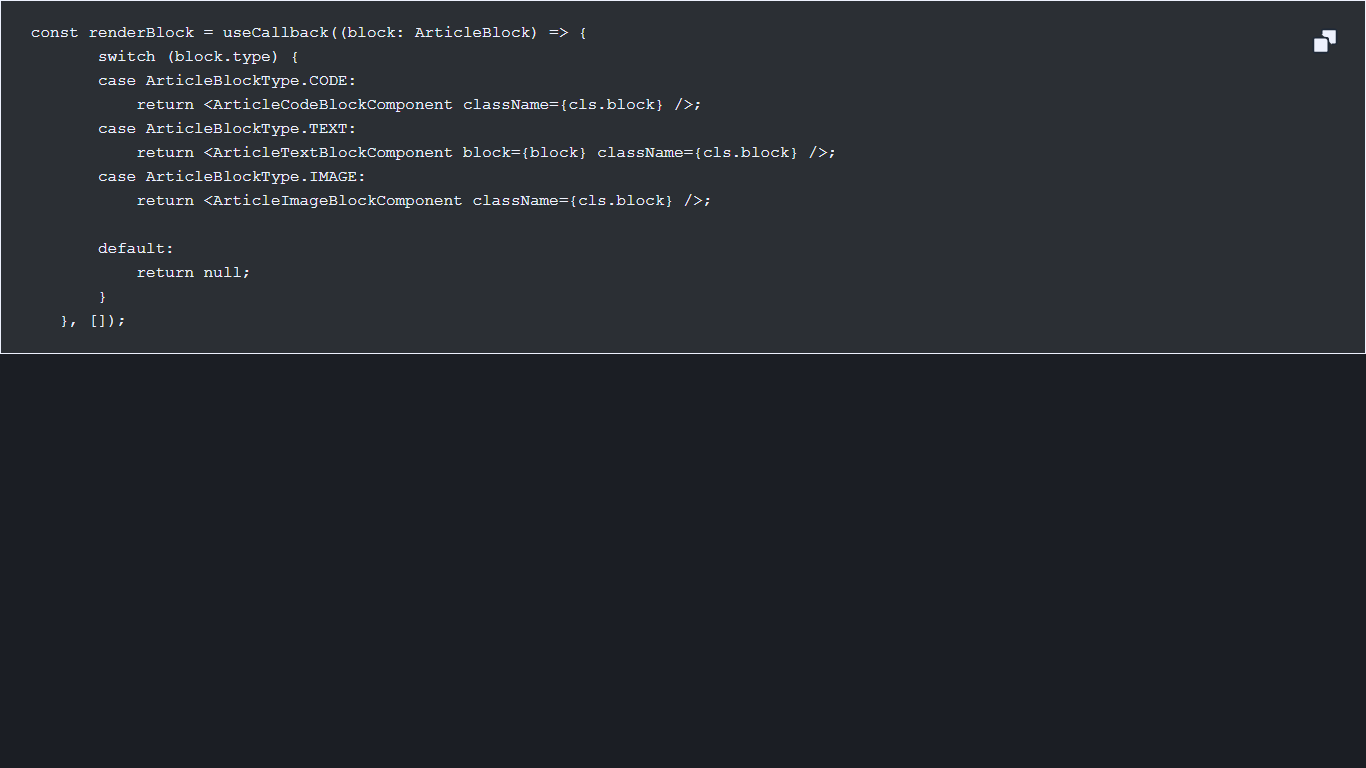 const renderBlock = useCallback((block: ArticleBlock) => {
       switch (block.type) {
       case ArticleBlockType.CODE:
           return <ArticleCodeBlockComponent className={cls.block} />;
       case ArticleBlockType.TEXT:
           return <ArticleTextBlockComponent block={block} className={cls.block} />;
       case ArticleBlockType.IMAGE:
           return <ArticleImageBlockComponent className={cls.block} />;

       default:
           return null;
       }
   }, []);